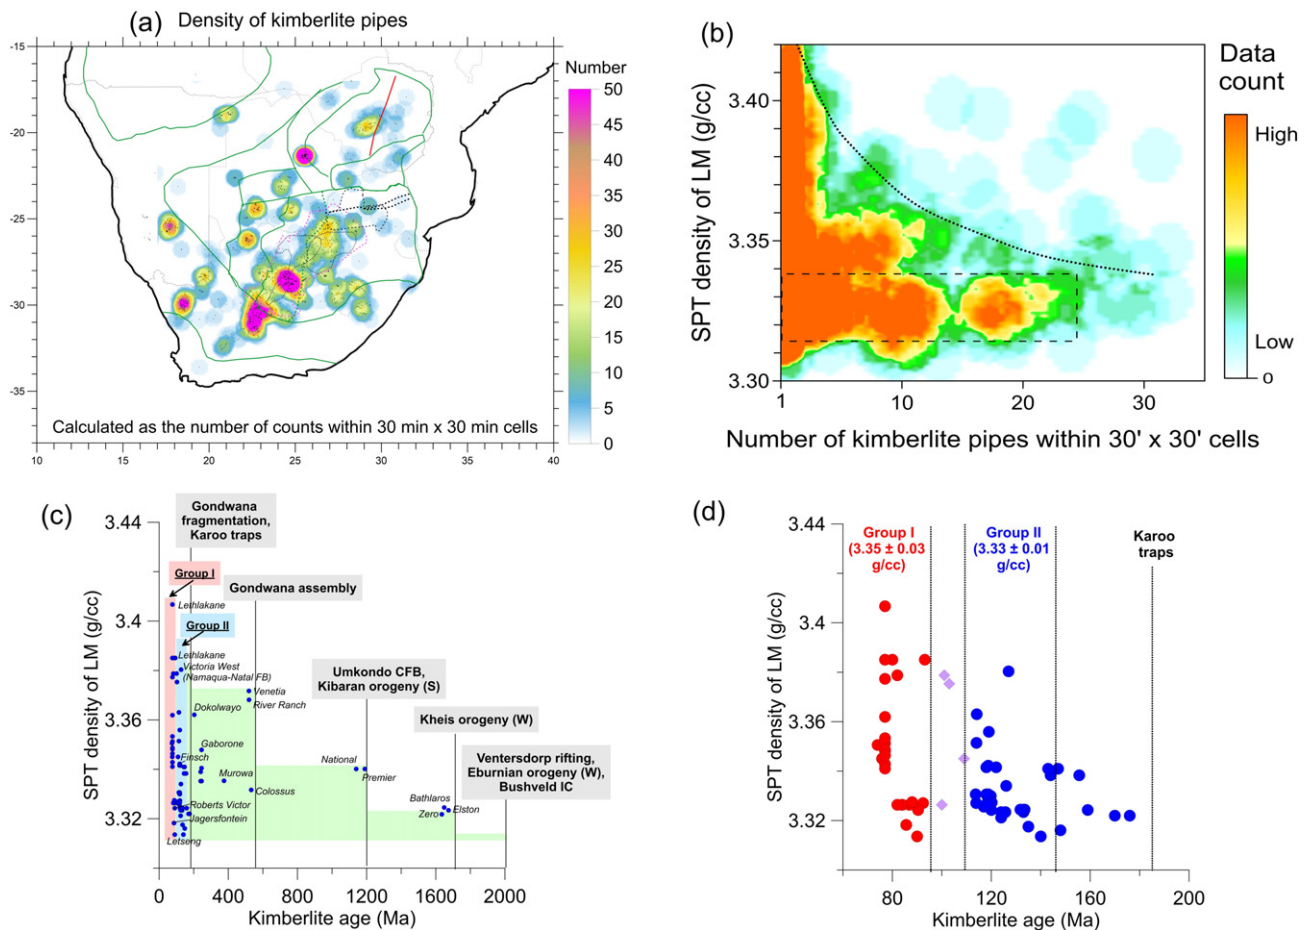 (a) Density of kimberlite pipes
Number
50
45
40
35
30
25
20
15
10
5
0
-15
-20
-25
-30
-35
Calculated as the number of counts within 30 min x 30 min cells
10 15 20 25 30 35 40
(b)
Data
count
High
Low
0
SPT density of LM (g/cc)
3.40
3.35
3.30
1 10 20 30
Number of kimberlite pipes within 30' x 30' cells
(c)
Gondwana
fragmentation,
Karoo traps
Group I
Gondwana assembly
Lethlakane
Group II
Lethlakane
Victoria West
(Namaqua-Natal FB)
Umkondo CFB,
Kibaran orogeny (S)
Venetia
River Ranch
Dokolwayo
Kheis orogeny (W)
Gaborone
Finsch
National
Premier
Ventersdorp rifting,
Eburnian orogeny (W),
Bushveld IC
Murowa
Colossus
Bathlaros
Zero
Elston
Roberts Victor
Jagersfontein
Letseng
SPT density of LM (g/cc)
3.44
3.4
3.36
3.32
0 400 800 1200 1600 2000
Kimberlite age (Ma)
(d)
Group I
(3.35 ± 0.03
g/cc)
Group II
(3.33 ± 0.01
g/cc)
Karoo
traps
SPT density of LM (g/cc)
3.44
3.4
3.36
3.32
80 120 160 200
Kimberlite age (Ma)